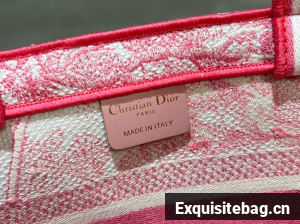 Christian Dior
PARIS
MADE IN ITALY
Exquisitebag.cn